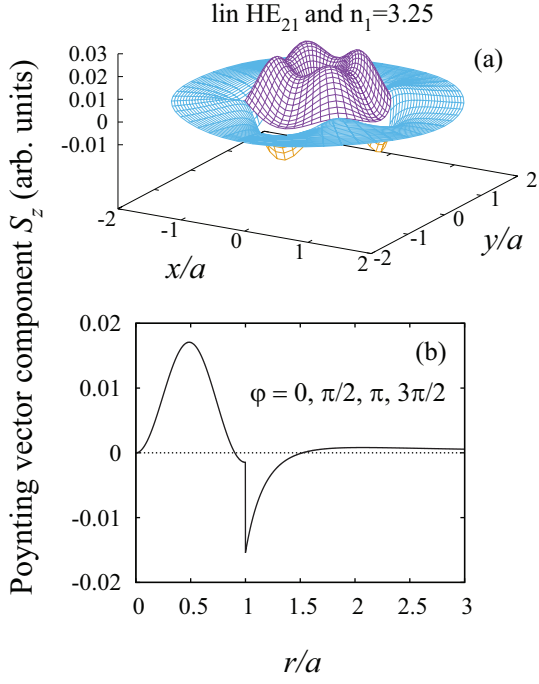 lin HE21 and n1=3.25
(a)
0.03
0.02
0.01
0
-0.01
-2
-1
0
1
2
x/a
-2
-1
0
1
2
y/a
Poynting vector component Sz (arb. units)
(b)
φ = 0, π/2, π, 3π/2
0.02
0.01
0
-0.01
-0.02
0 0.5 1 1.5 2 2.5 3
r/a